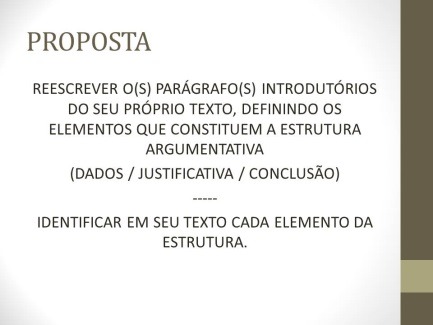 PROPOSTA
REESCREVER O(S) PARÁGRAFO(S) INTRODUTÓRIOS
DO SEU PRÓPRIO TEXTO, DEFININDO OS
ELEMENTOS QUE CONSTITUEM A ESTRUTURA
ARGUMENTATIVA
(DADOS / JUSTIFICATIVA / CONCLUSÃO)
-----
IDENTIFICAR EM SEU TEXTO CADA ELEMENTO DA
ESTRUTURA.